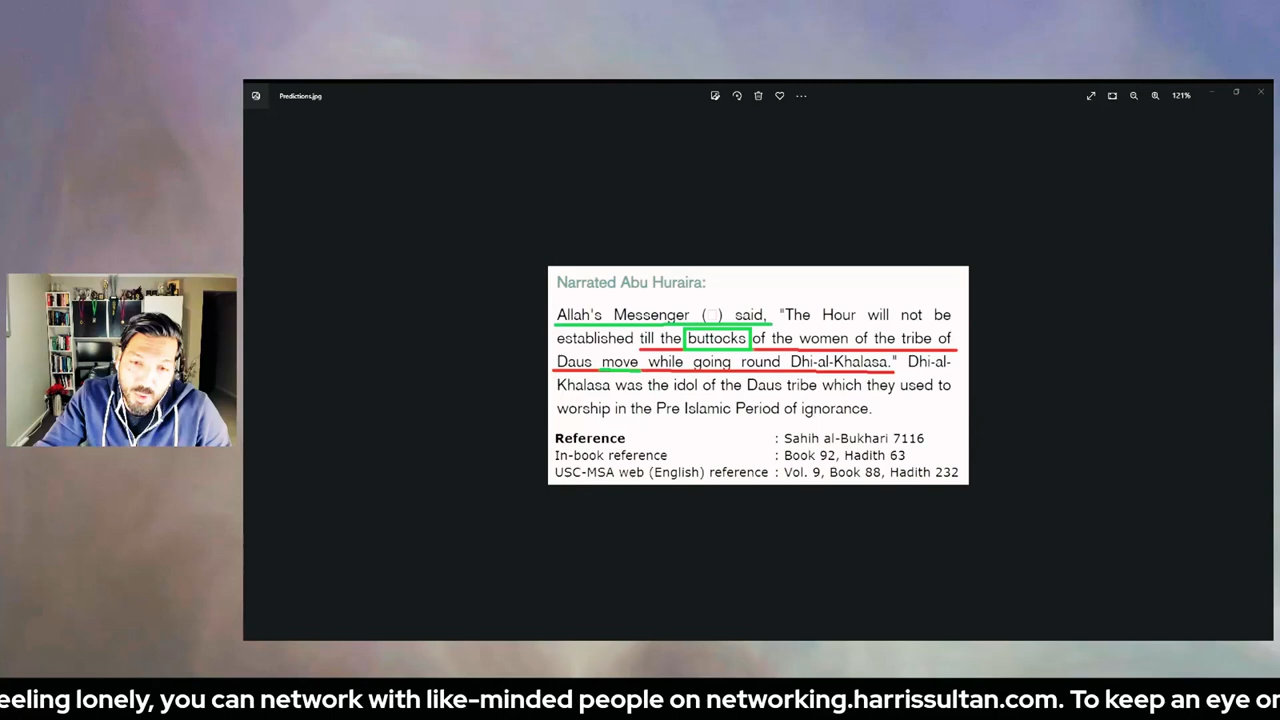 Predictions.jpg
121%
Narrated Abu Huraira:
Allah's Messenger () said, "The Hour will not be
established till the buttocks of the women of the tribe of
Daus move while going round Dhi-al-Khalasa." Dhi-al-
Khalasa was the idol of the Daus tribe which they used to
worship in the Pre Islamic Period of ignorance.
Reference : Sahih al-Bukhari 7116
In-book reference : Book 92, Hadith 63
USC-MSA web (English) reference : Vol. 9, Book 88, Hadith 232
eeling lonely, you can network with like-minded people on networking.harrissultan.com. To keep an eye or